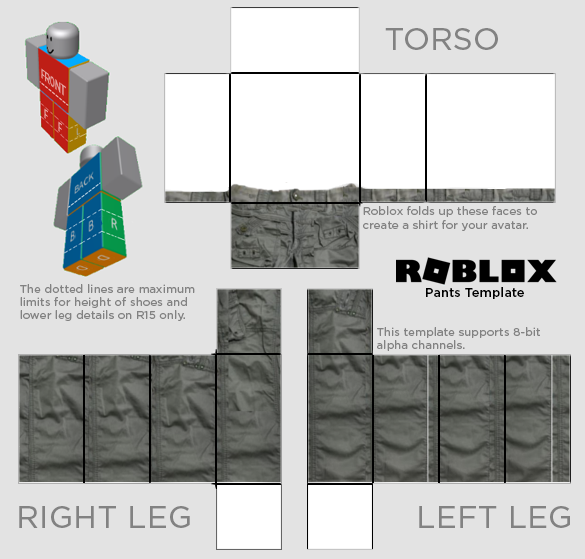 TORSO
FRONT
F F L
BACK
B B R
Roblox folds up these faces to
create a shirt for your avatar.
ROBLOX
Pants Template
The dotted lines are maximum
limits for height of shoes and
lower leg details on R15 only.
This template supports 8-bit
alpha channels.
RIGHT LEG
LEFT LEG